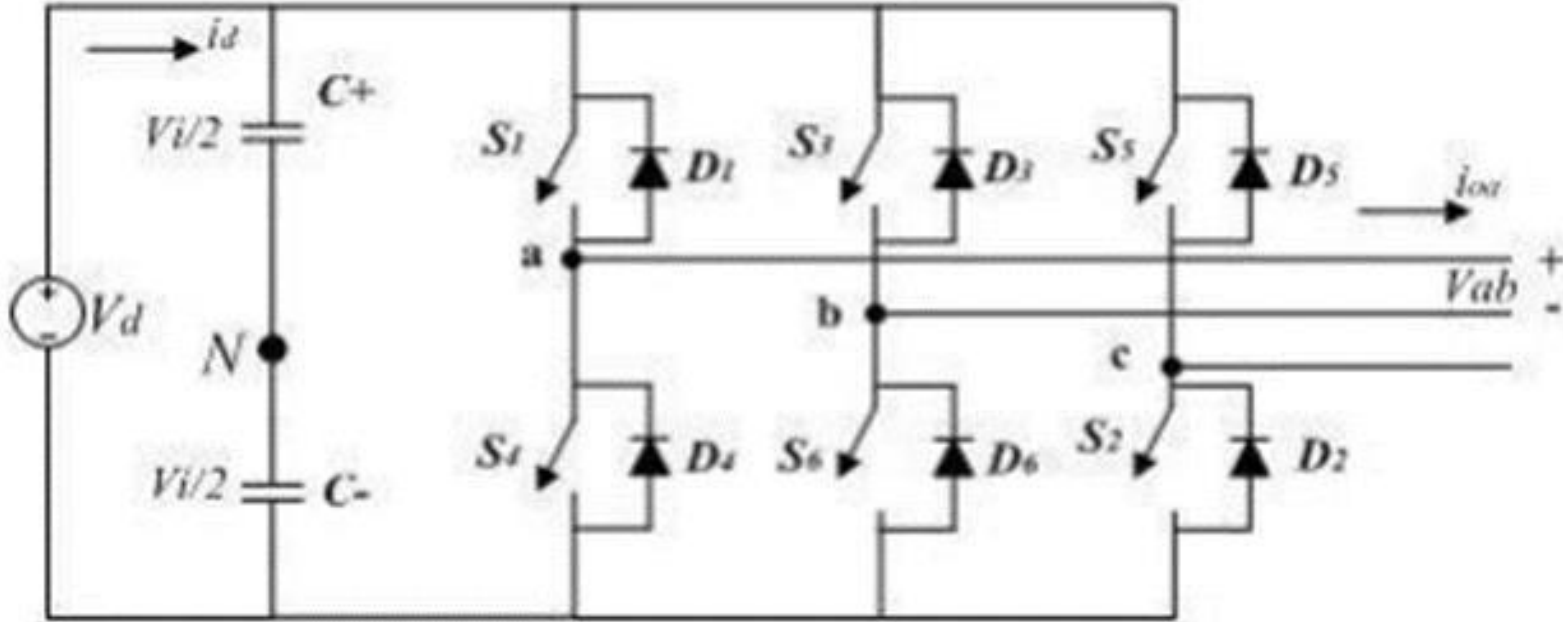 id
C+
Vi/2
S1
D1
S3
D3
S5
D5
ioa
a
+
Vab
-
b
+
Vd
-
N
c
S4
D4
S6
D6
S2
D2
Vi/2
C-